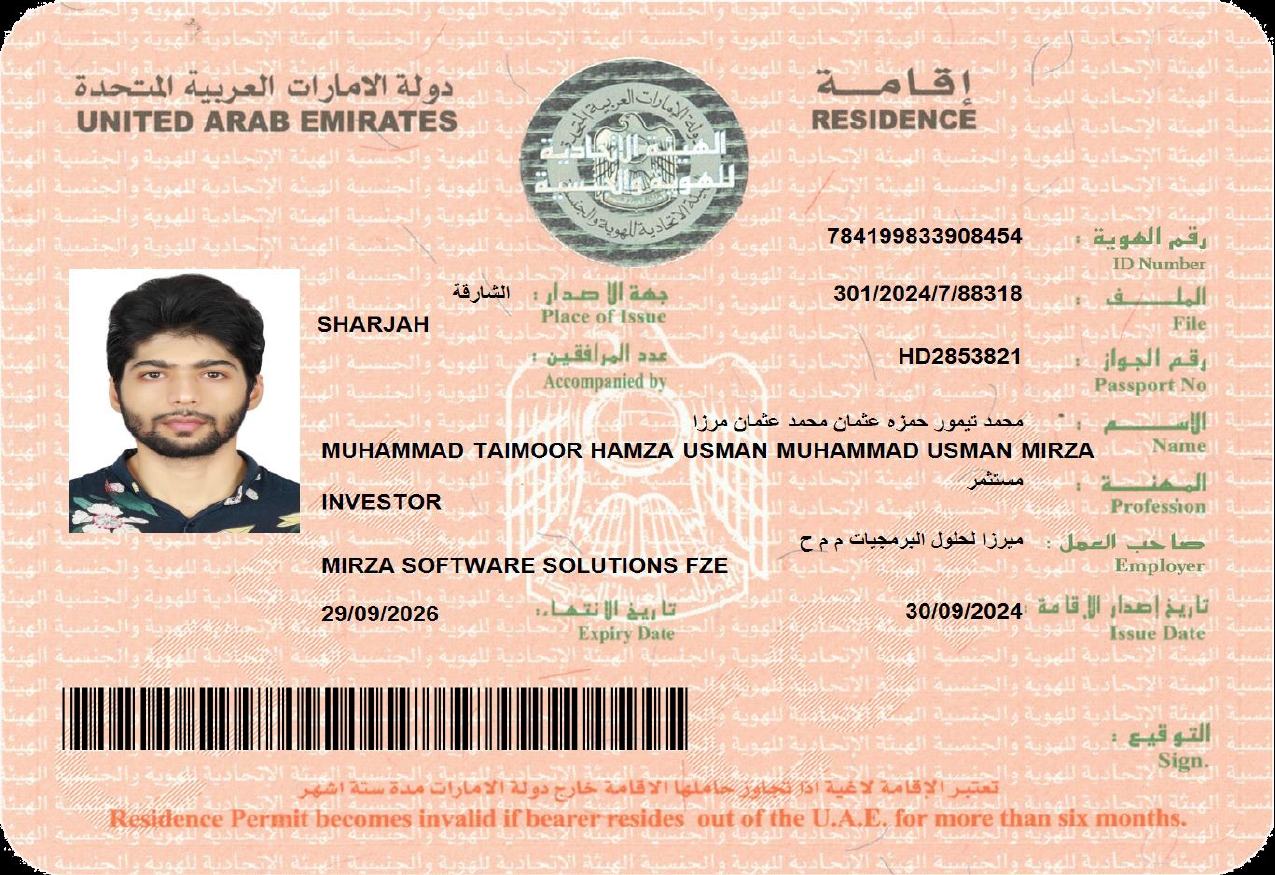 دولة الامارات العربية المتحدة
UNITED ARAB EMIRATES
إقامة
RESIDENCE
دولة الامارات العربية المتحدة
الهيئة الاتحادية
للهوية والجنسية
رقم الهوية : 784199833908454
ID Number
الملف : 301/2024/7/88318
File
جهة الاصدار : الشارقة
Place of Issue
SHARJAH
رقم الجواز : HD2853821
Passport No
عدد المرافقين :
Accompanied by
الاسم : محمد تيمور حمزه عثمان محمد عثمان مرزا
Name
MUHAMMAD TAIMOOR HAMZA USMAN MUHAMMAD USMAN MIRZA
المهنة : مستثمر
Profession
INVESTOR
صاحب العمل : ميرزا لحلول البرمجيات م م ح
Employer
MIRZA SOFTWARE SOLUTIONS FZE
تاريخ إصدار الإقامة : 30/09/2024
Issue Date
تاريخ الانتهاء: 29/09/2026
Expiry Date
التوقيع :
Sign.
تعتبر الإقامة لاغية اذا تجاوز حاملها الاقامة خارج دولة الامارات مدة ستة اشهر
Residence Permit becomes invalid if bearer resides out of the U.A.E. for more than six months.